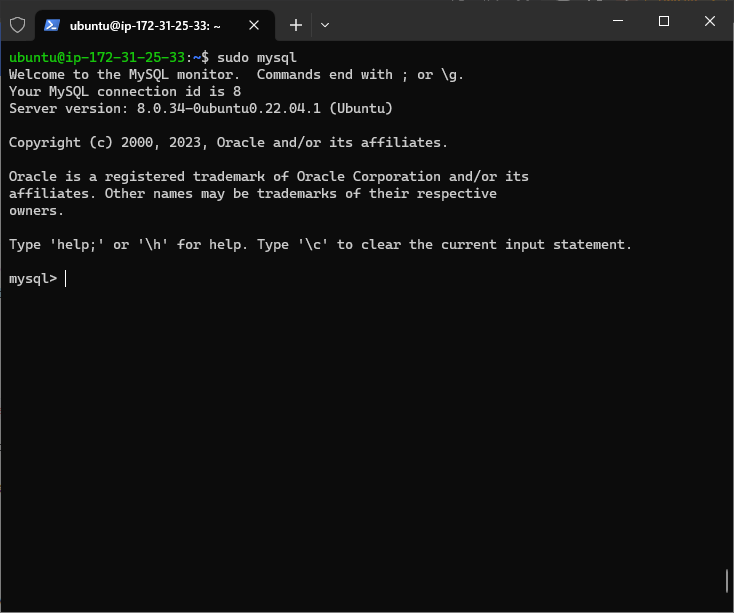 ubuntu@ip-172-31-25-33: ~
ubuntu@ip-172-31-25-33:~$ sudo mysql
Welcome to the MySQL monitor.  Commands end with ; or \g.
Your MySQL connection id is 8
Server version: 8.0.34-0ubuntu0.22.04.1 (Ubuntu)
Copyright (c) 2000, 2023, Oracle and/or its affiliates.
Oracle is a registered trademark of Oracle Corporation and/or its
affiliates. Other names may be trademarks of their respective
owners.
Type 'help;' or '\h' for help. Type '\c' to clear the current input statement.
mysql>